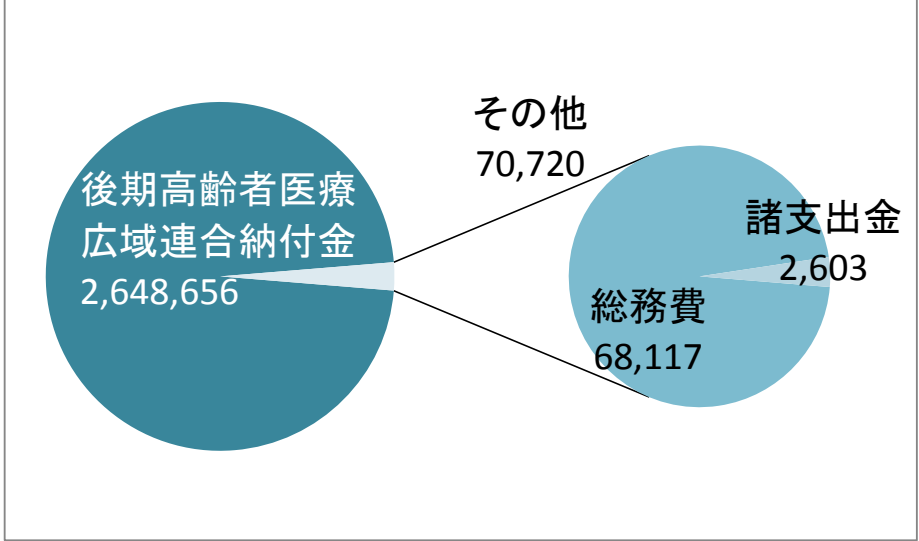 後期高齢者医療
広域連合納付金
2,648,656
その他
70,720
諸支出金
2,603
総務費
68,117